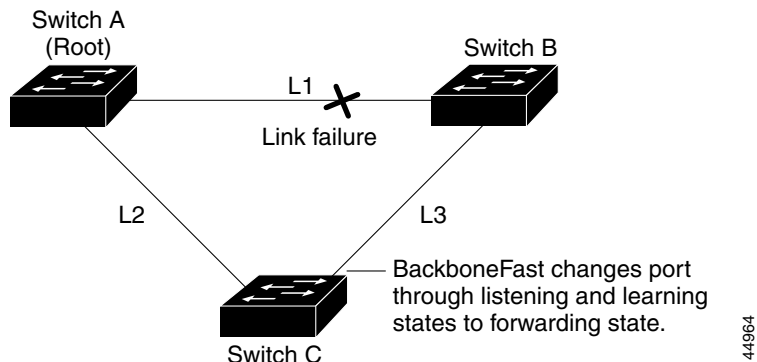 Switch A
(Root)
Switch B
L1
Link failure
L2
L3
BackboneFast changes port
through listening and learning
states to forwarding state.
Switch C
44964